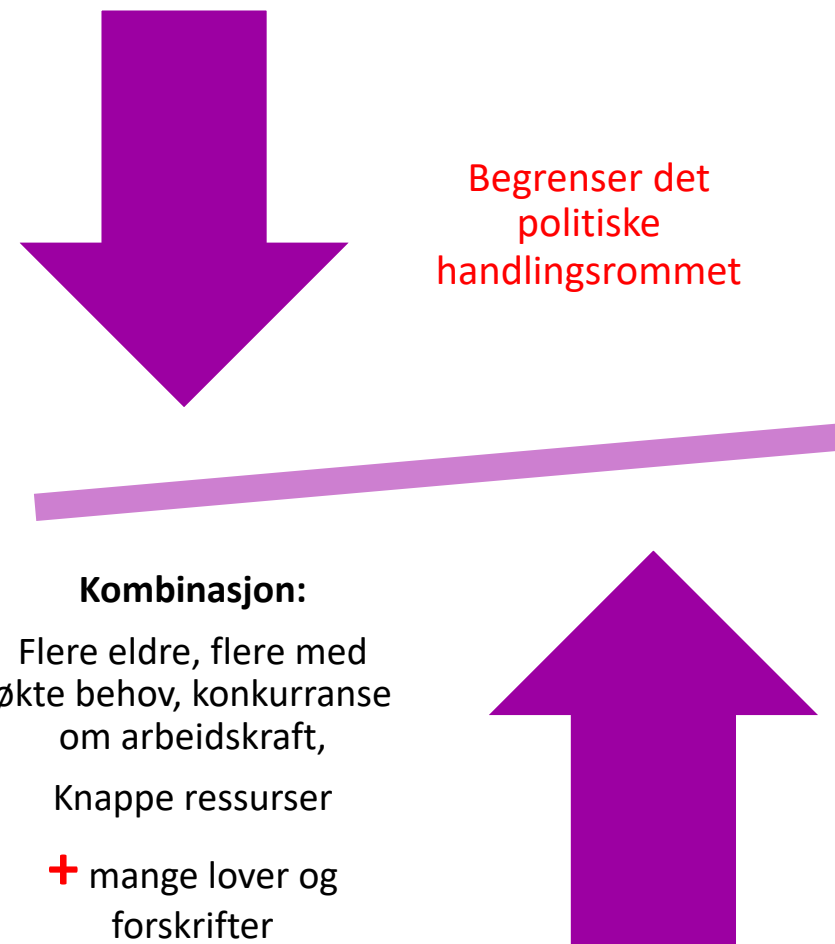 Begrenser det
politiske
handlingsrommet
Kombinasjon:
Flere eldre, flere med
økte behov, konkurranse
om arbeidskraft,
Knappe ressurser
+ mange lover og
forskrifter